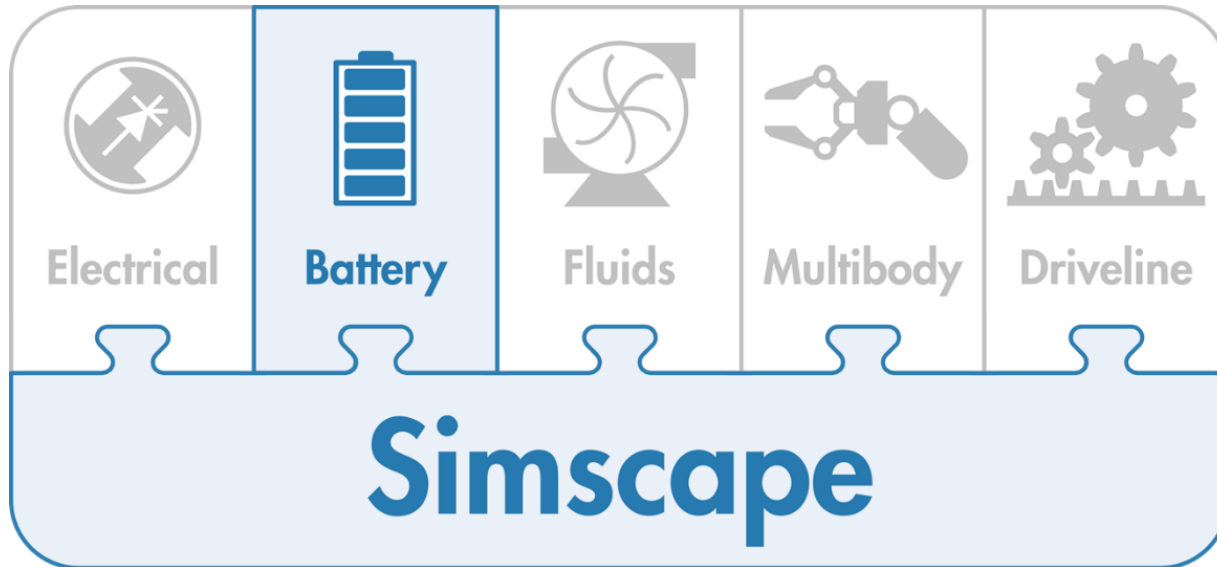 Electrical
Battery
Fluids
Multibody
Driveline
Simscape